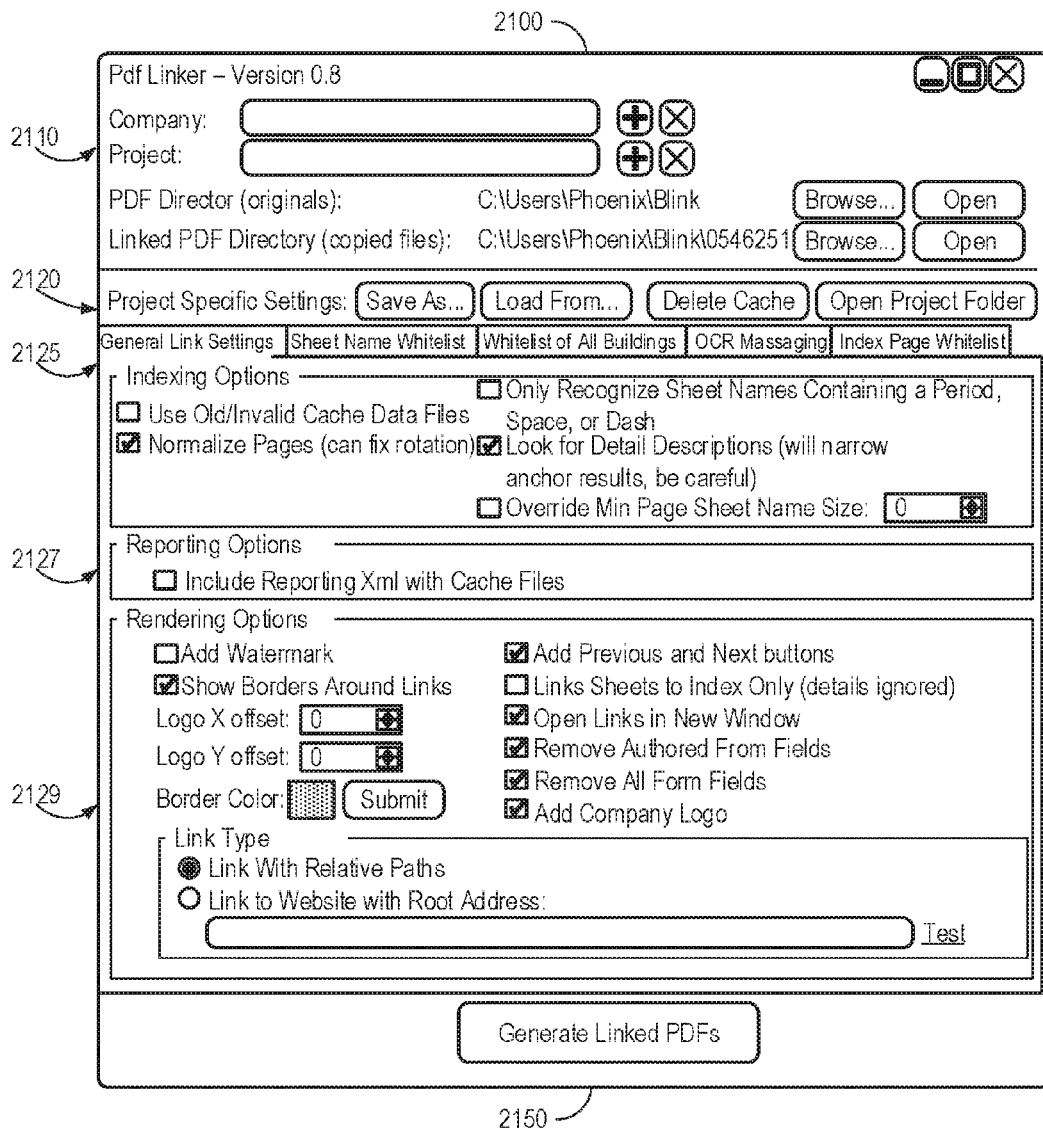 2100
Pdf Linker – Version 0.8
Company:
2110
Project:
PDF Director (originals): C:\Users\Phoenix\Blink Browse... Open
Linked PDF Directory (copied files): C:\Users\Phoenix\Blink\0546251 Browse... Open
2120
Project Specific Settings: Save As... Load From... Delete Cache Open Project Folder
General Link Settings Sheet Name Whitelist Whitelist of All Buildings OCR Massaging Index Page Whitelist
2125
Indexing Options
Use Old/Invalid Cache Data Files
Normalize Pages (can fix rotation)
Only Recognize Sheet Names Containing a Period,
Space, or Dash
Look for Detail Descriptions (will narrow
anchor results, be careful)
Override Min Page Sheet Name Size: 0
2127
Reporting Options
Include Reporting Xml with Cache Files
Rendering Options
Add Watermark
Show Borders Around Links
Logo X offset: 0
Logo Y offset: 0
2129
Border Color: Submit
Add Previous and Next buttons
Links Sheets to Index Only (details ignored)
Open Links in New Window
Remove Authored From Fields
Remove All Form Fields
Add Company Logo
Link Type
Link With Relative Paths
Link to Website with Root Address:
Test
Generate Linked PDFs
2150